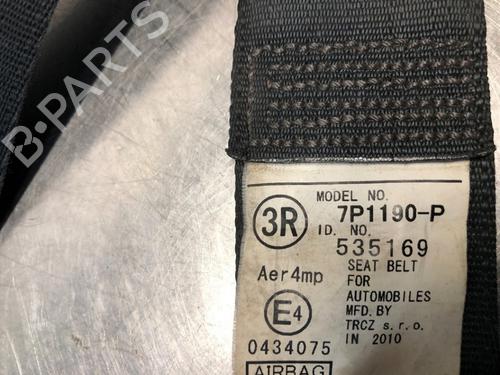 B-PARTS
MODEL NO.
3R 7P1190-P
ID. NO.
535169
Aer4mp SEAT BELT
FOR
E4 AUTOMOBILES
MFD.BY
0434075 TRCZ s.r.o.
IN 2010
AIRBAG